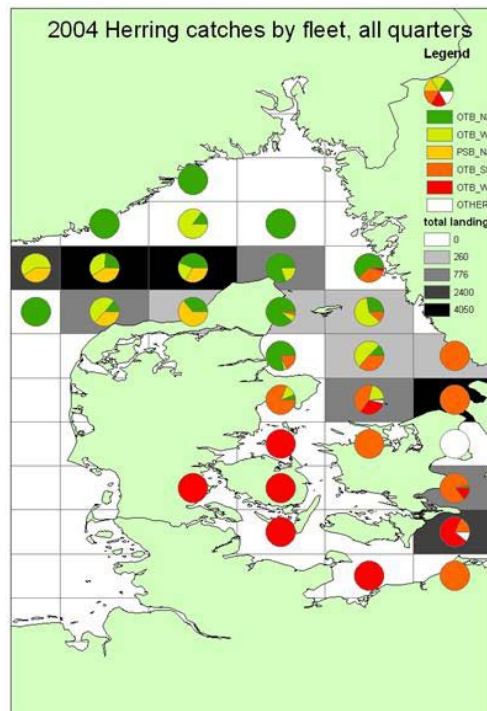 2004 Herring catches by fleet, all quarters
Legend
OTB_N
OTB_W
PSB_N
OTB_S
OTB_W
OTHER
total landing
0
260
776
2400
4050